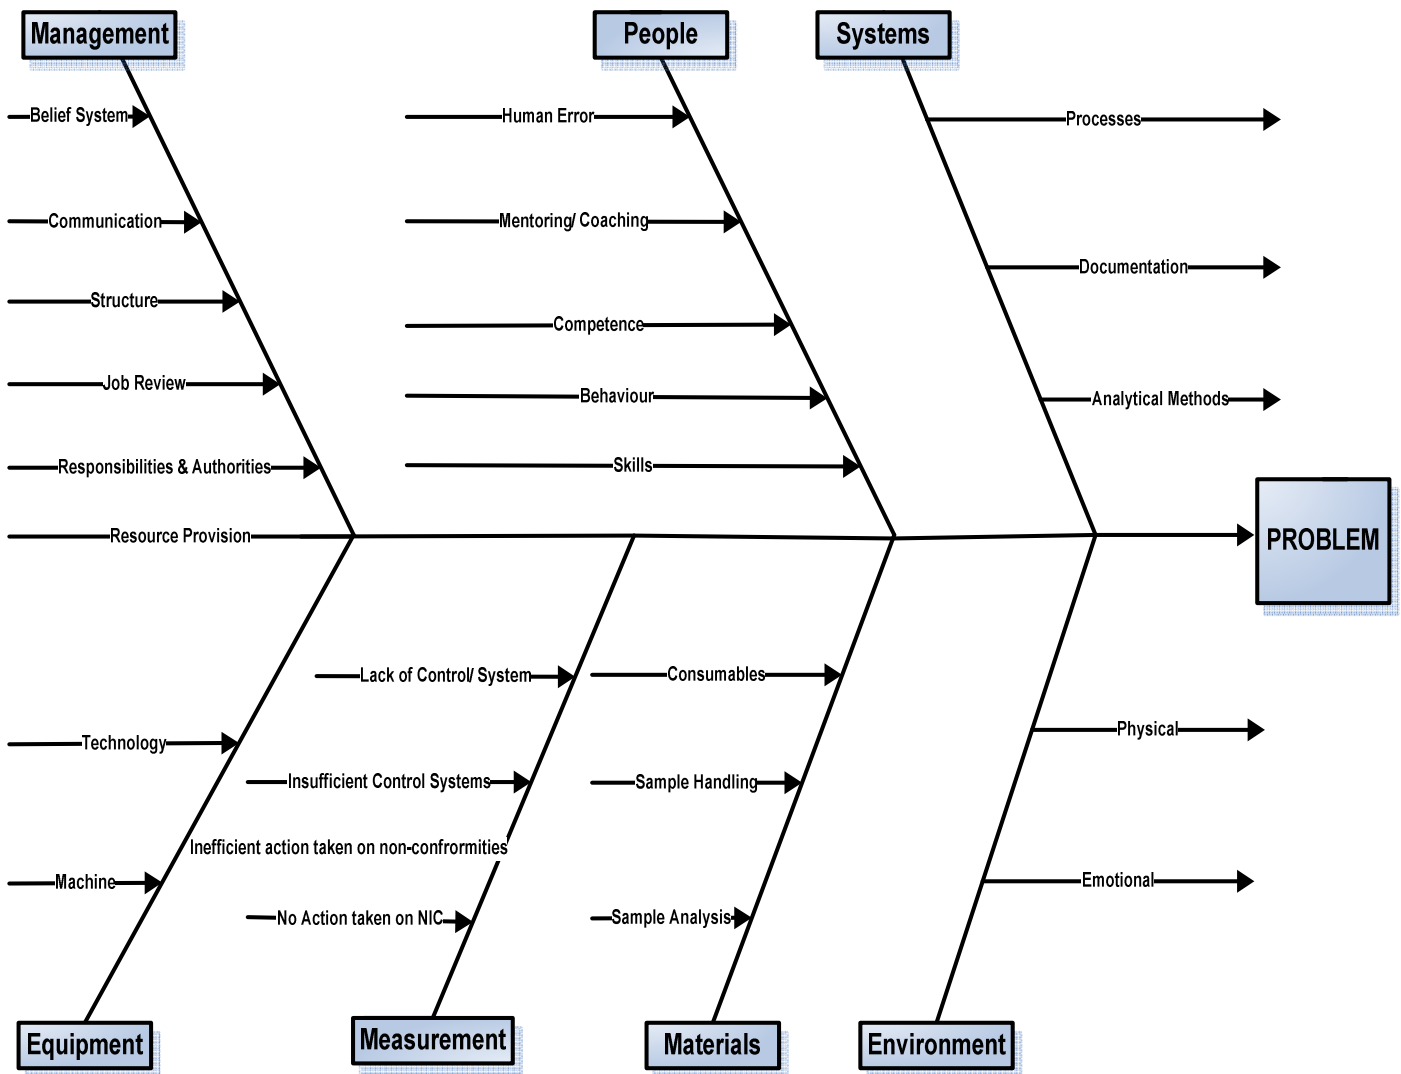 Management
People
Systems
Belief System
Human Error
Processes
Communication
Mentoring/ Coaching
Documentation
Structure
Competence
Job Review
Behaviour
Analytical Methods
Responsibilities & Authorities
Skills
Resource Provision
PROBLEM
Lack of Control/ System
Consumables
Technology
Physical
Insufficient Control Systems
Sample Handling
Inefficient action taken on non-confrormities
Machine
Emotional
No Action taken on NIC
Sample Analysis
Equipment
Measurement
Materials
Environment